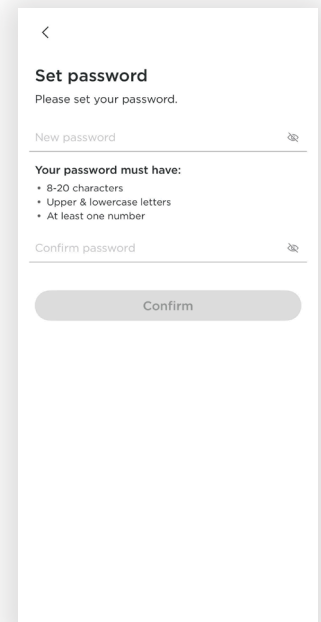 Set password
Please set your password.
New password
Your password must have:
• 8-20 characters
• Upper & lowercase letters
• At least one number
Confirm password
Confirm